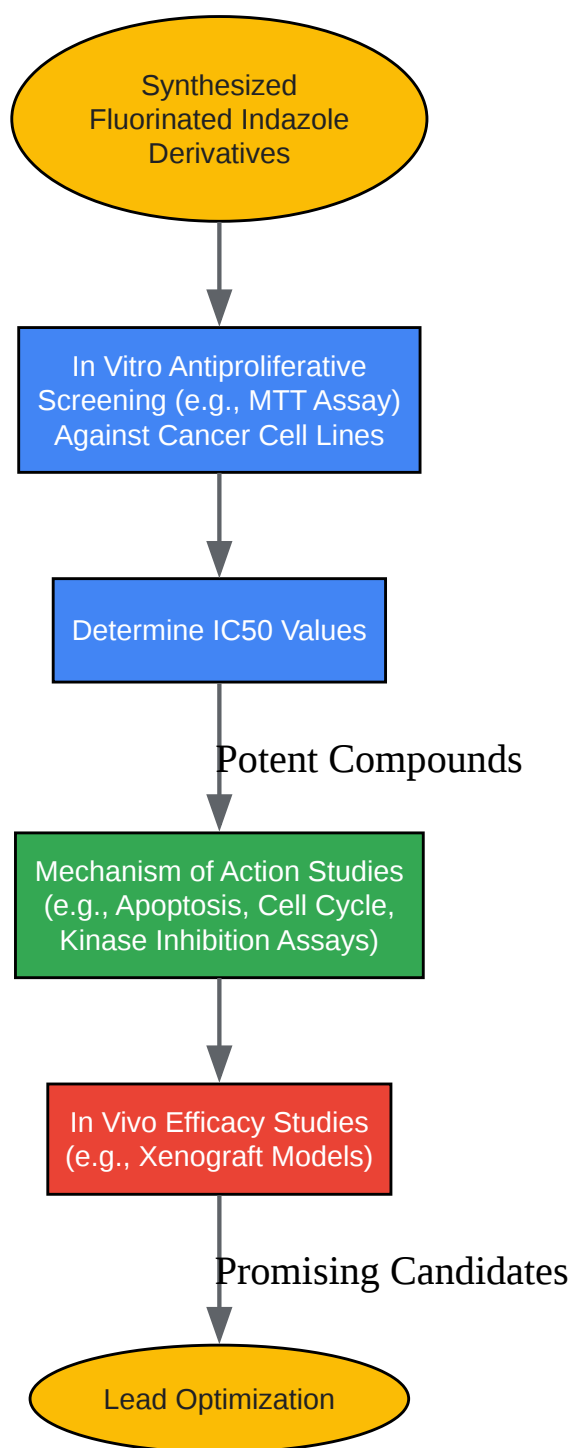 Synthesized
Fluorinated Indazole
Derivatives
In Vitro Antiproliferative
Screening (e.g., MTT Assay)
Against Cancer Cell Lines
Determine IC50 Values
Potent Compounds
Mechanism of Action Studies
(e.g., Apoptosis, Cell Cycle,
Kinase Inhibition Assays)
In Vivo Efficacy Studies
(e.g., Xenograft Models)
Promising Candidates
Lead Optimization